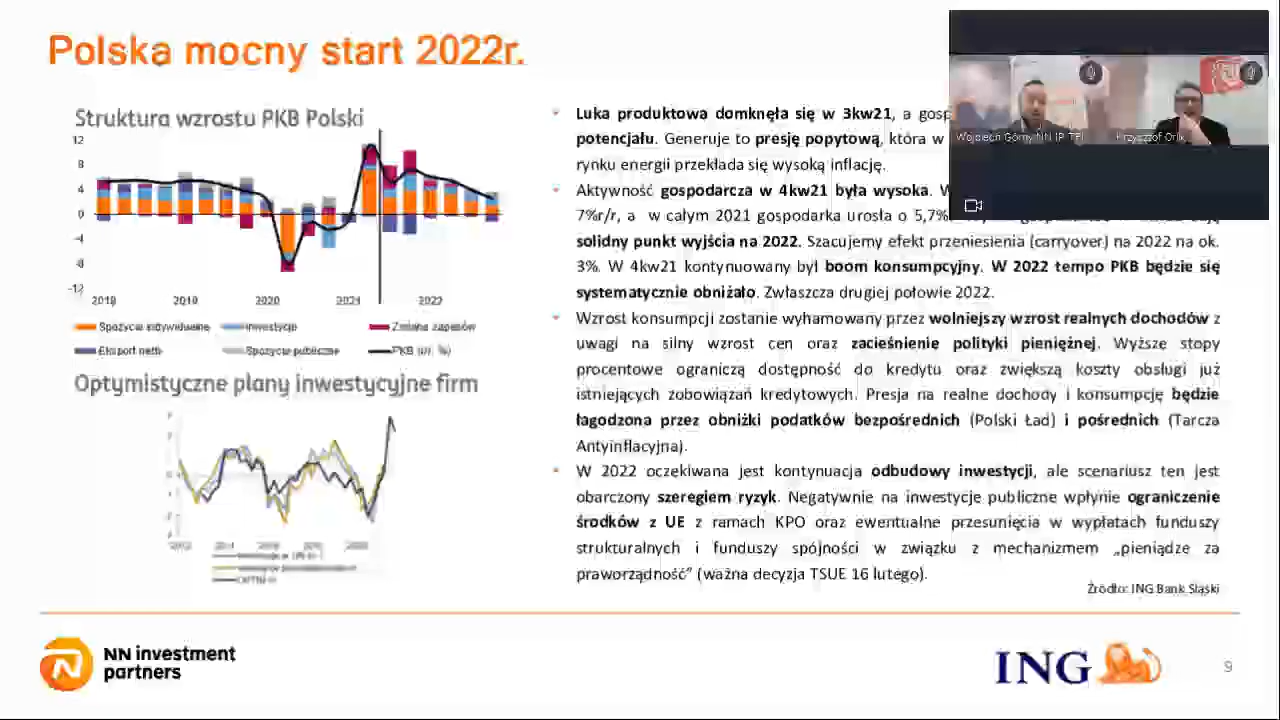 Polska mocny start 2022r.
Struktura wzrostu PKB Polski
12
8
4
0
-4
-8
-12
2018 2019 2020 2021 2022
Spożycie indywidualne Inwestycje Zmiana zapasów
Eksport netto Spożycie publiczne PKB (r/r, %)
Optymistyczne plany inwestycyjne firm
Luka produktowa domknęła się w 3kw21, a
potencjału. Generuje to presję popytową, która w
rynku energii przekłada się wysoką inflację.
Aktywność gospodarcza w 4kw21 była wysoka.
7%r/r, a w całym 2021 gospodarka urosła o 5,7%
solidny punkt wyjścia na 2022. Szacujemy efekt przeniesienia (carryover) na 2022 na ok.
3%. W 4kw21 kontynuowany był boom konsumpcyjny. W 2022 tempo PKB będzie się
systematycznie obniżało. Zwłaszcza drugiej połowie 2022.
Wzrost konsumpcji zostanie wyhamowany przez wolniejszy wzrost realnych dochodów z
uwagi na silny wzrost cen oraz zacieśnienie polityki pieniężnej. Wyższe stopy
procentowe ograniczą dostępność do kredytu oraz zwiększą koszty obsługi już
istniejących zobowiązań kredytowych. Presja na realne dochody i konsumpcję będzie
łagodzona przez obniżki podatków bezpośrednich (Polski Ład) i pośrednich (Tarcza
Antyinflacyjna).
W 2022 oczekiwana jest kontynuacja odbudowy inwestycji, ale scenariusz ten jest
obarczony szeregiem ryzyk. Negatywnie na inwestycje publiczne wpłynie ograniczenie
środków z UE z ramach KPO oraz ewentualne przesunięcia w wypłatach funduszy
strukturalnych i funduszy spójności w związku z mechanizmem „pieniądze za
praworządność” (ważna decyzja TSUE 16 lutego).
Źródło: ING Bank Śląski
Wojciech Górny NN IP TFI
Krzysztof Orlik
NN investment
partners
ING
9